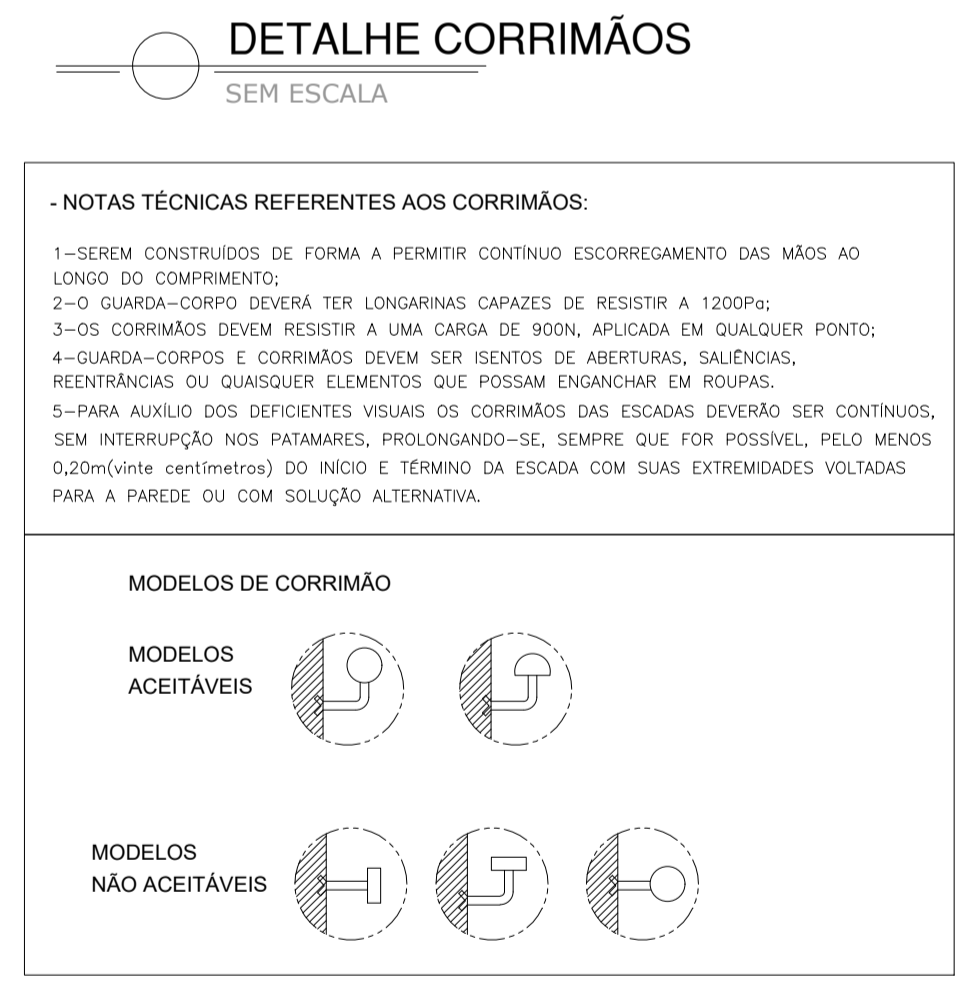 DETALHE CORRIMÃOS
SEM ESCALA
- NOTAS TÉCNICAS REFERENTES AOS CORRIMÃOS:
1-SEREM CONSTRUÍDOS DE FORMA A PERMITIR CONTÍNUO ESCORREGAMENTO DAS MÃOS AO
LONGO DO COMPRIMENTO;
2-O GUARDA-CORPO DEVERÁ TER LONGARINAS CAPAZES DE RESISTIR A 1200Pa;
3-OS CORRIMÃOS DEVEM RESISTIR A UMA CARGA DE 900N, APLICADA EM QUALQUER PONTO;
4-GUARDA-CORPOS E CORRIMÃOS DEVEM SER ISENTOS DE ABERTURAS, SALIÊNCIAS,
REENTRÂNCIAS OU QUAISQUER ELEMENTOS QUE POSSAM ENGANCHAR EM ROUPAS.
5-PARA AUXÍLIO DOS DEFICIENTES VISUAIS OS CORRIMÃOS DAS ESCADAS DEVERÃO SER CONTÍNUOS,
SEM INTERRUPÇÃO NOS PATAMARES, PROLONGANDO-SE, SEMPRE QUE FOR POSSÍVEL, PELO MENOS
0,20m(vinte centímetros) DO INÍCIO E TÉRMINO DA ESCADA COM SUAS EXTREMIDADES VOLTADAS
PARA A PAREDE OU COM SOLUÇÃO ALTERNATIVA.
MODELOS DE CORRIMÃO
MODELOS
ACEITÁVEIS
MODELOS
NÃO ACEITÁVEIS